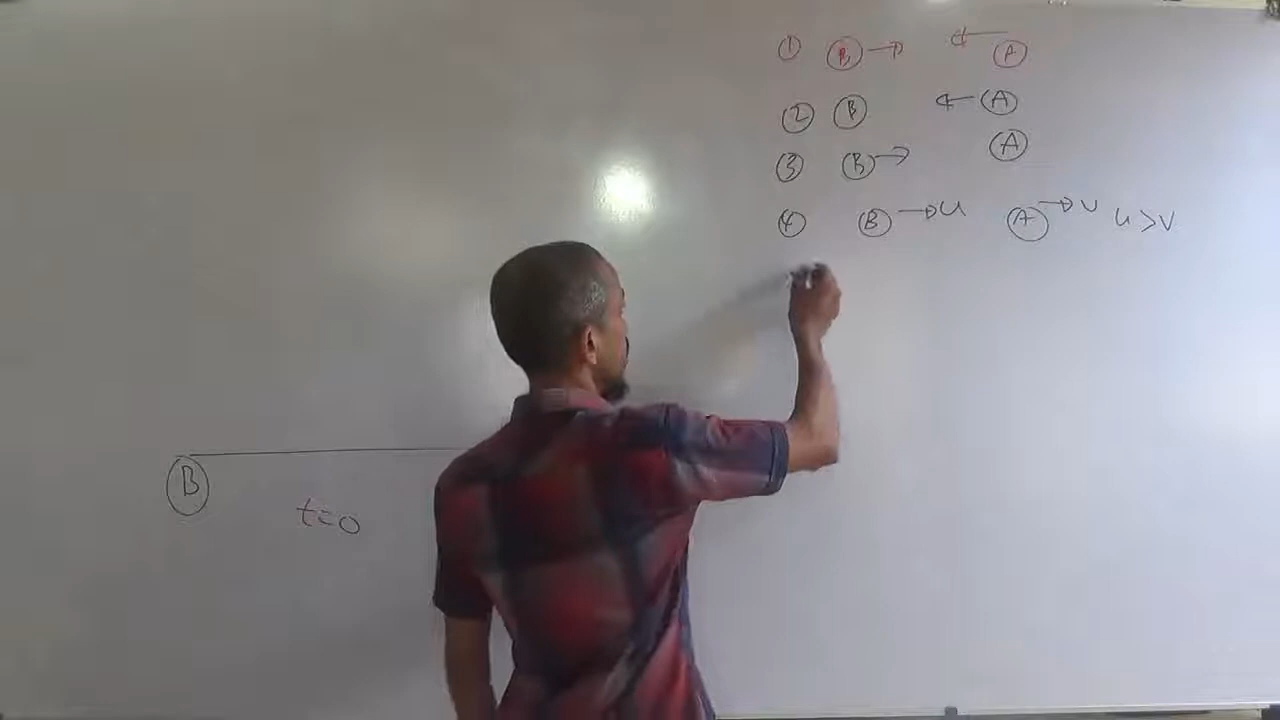 ① B → ← A
② B ← A
③ B → A
④ B → u A → v u > v
B
t=0